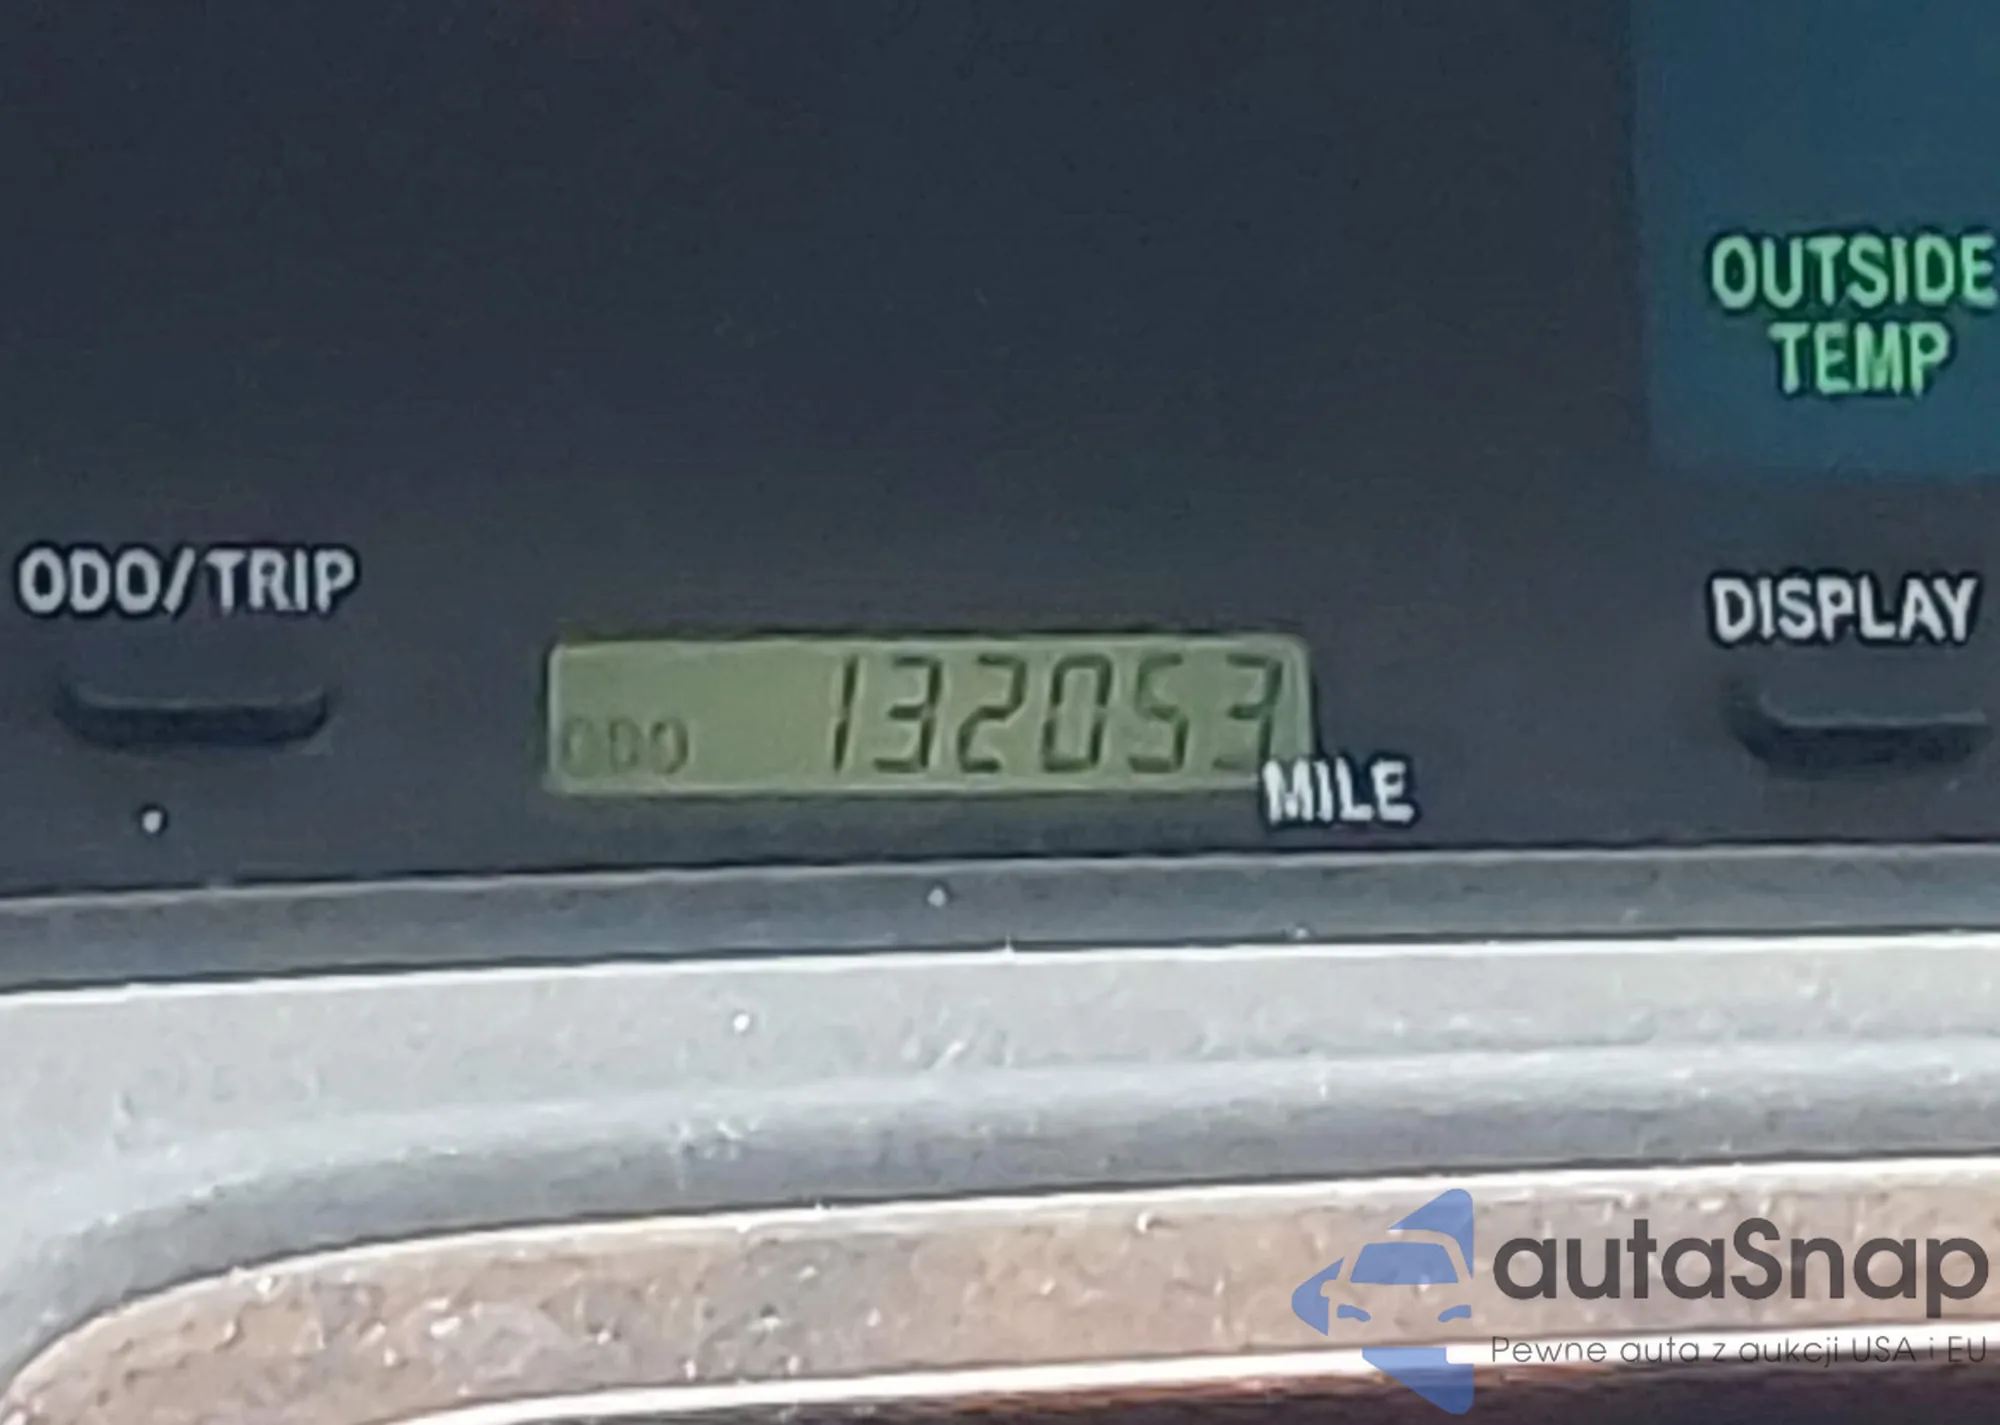 OUTSIDE
TEMP
ODO/TRIP
DISPLAY
ODO 132053
MILE
autaSnap
Pewne auta z aukcji USA i EU